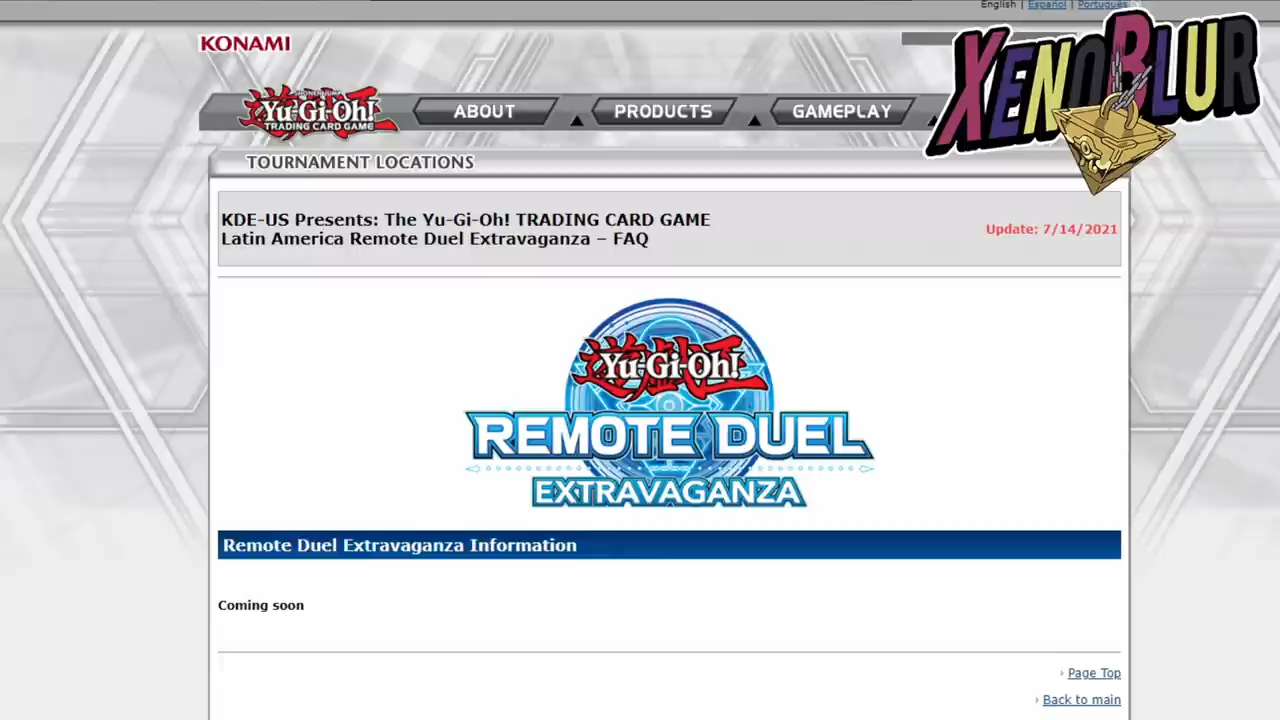 English | Español | Português
KONAMI
XENOBLUR
SHONEN JUMP
Yu-Gi-Oh!
TRADING CARD GAME
ABOUT
PRODUCTS
GAMEPLAY
TOURNAMENT LOCATIONS
KDE-US Presents: The Yu-Gi-Oh! TRADING CARD GAME
Latin America Remote Duel Extravaganza – FAQ
Update: 7/14/2021
Yu-Gi-Oh!
REMOTE DUEL
EXTRAVAGANZA
Remote Duel Extravaganza Information
Coming soon
Page Top
Back to main